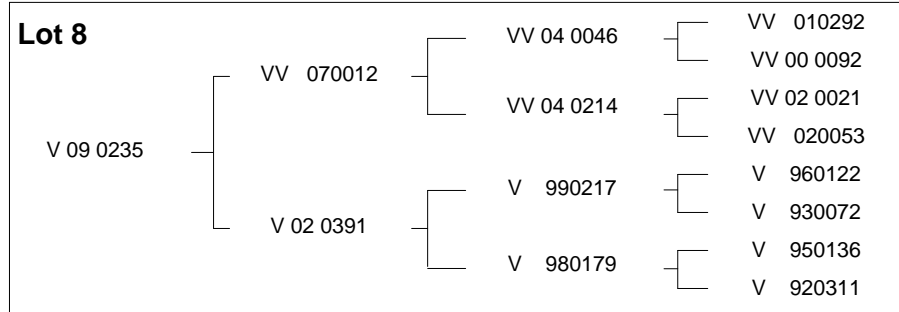 Lot 8
VV 010292
VV 04 0046
VV 00 0092
VV 070012
VV 02 0021
VV 04 0214
VV 020053
V 09 0235
V 960122
V 990217
V 930072
V 02 0391
V 950136
V 980179
V 920311